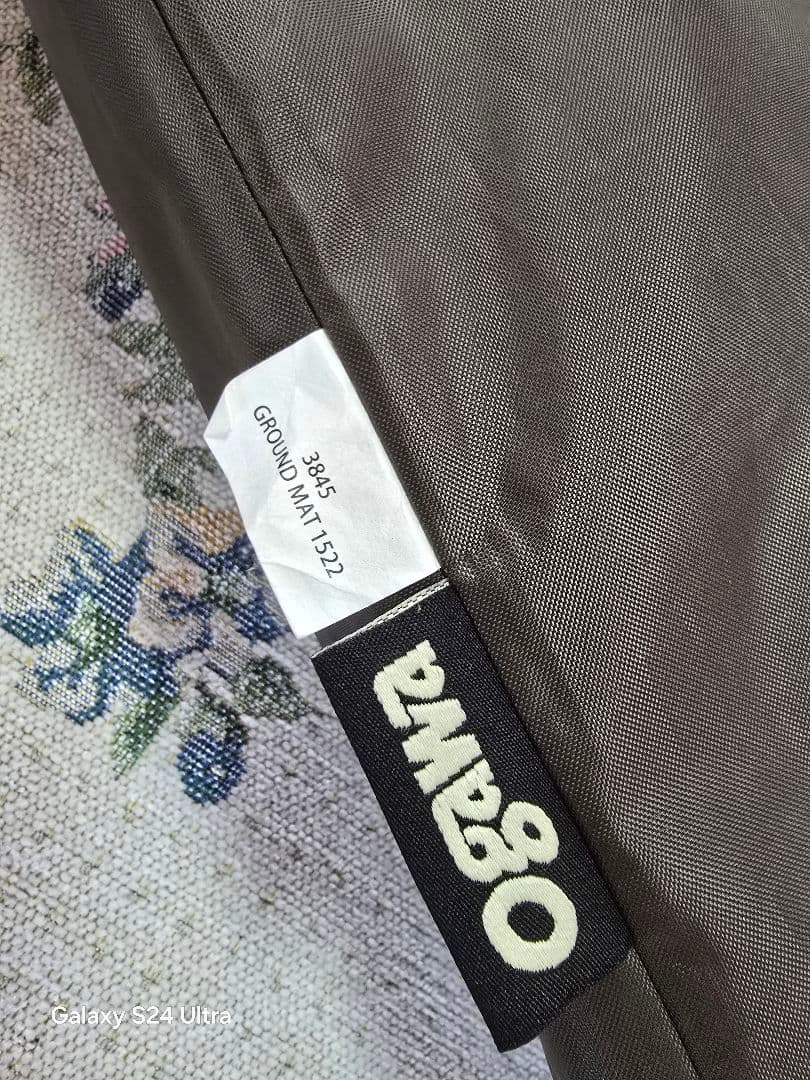 3845
GROUND MAT 1522
Ogawa
Galaxy S24 Ultra